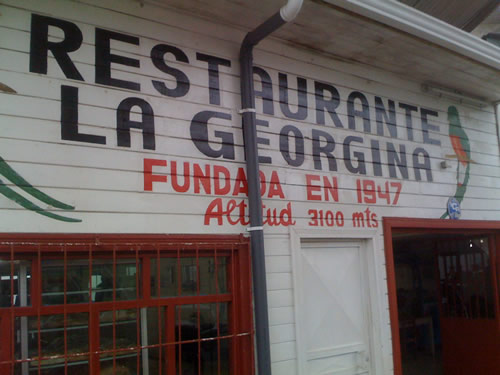 RESTAURANTE
LA GEORGINA
FUNDADA EN 1947
Altitud 3100 mts